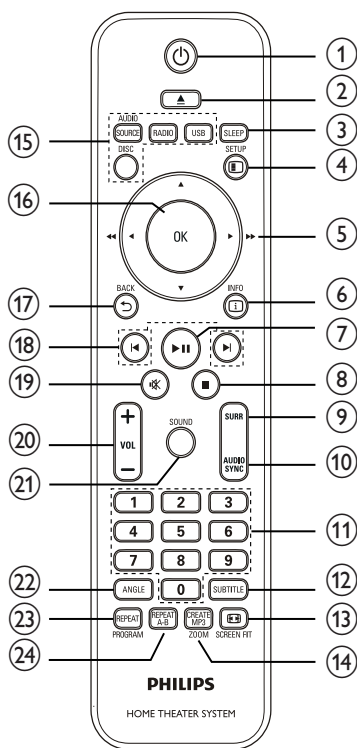 1
2
AUDIO
SOURCE RADIO USB SLEEP 3
15
DISC SETUP 4
16
OK 5
BACK INFO 6
17 i
7
18
19 8
+ SURR 9
20 VOL SOUND
− AUDIO SYNC 10
21
1 2 3
4 5 6 11
7 8 9
22 ANGLE 0 SUBTITLE 12
23 REPEAT REPEAT A-B CREATE MP3 13
PROGRAM ZOOM SCREEN FIT
24 14
PHILIPS
HOME THEATER SYSTEM